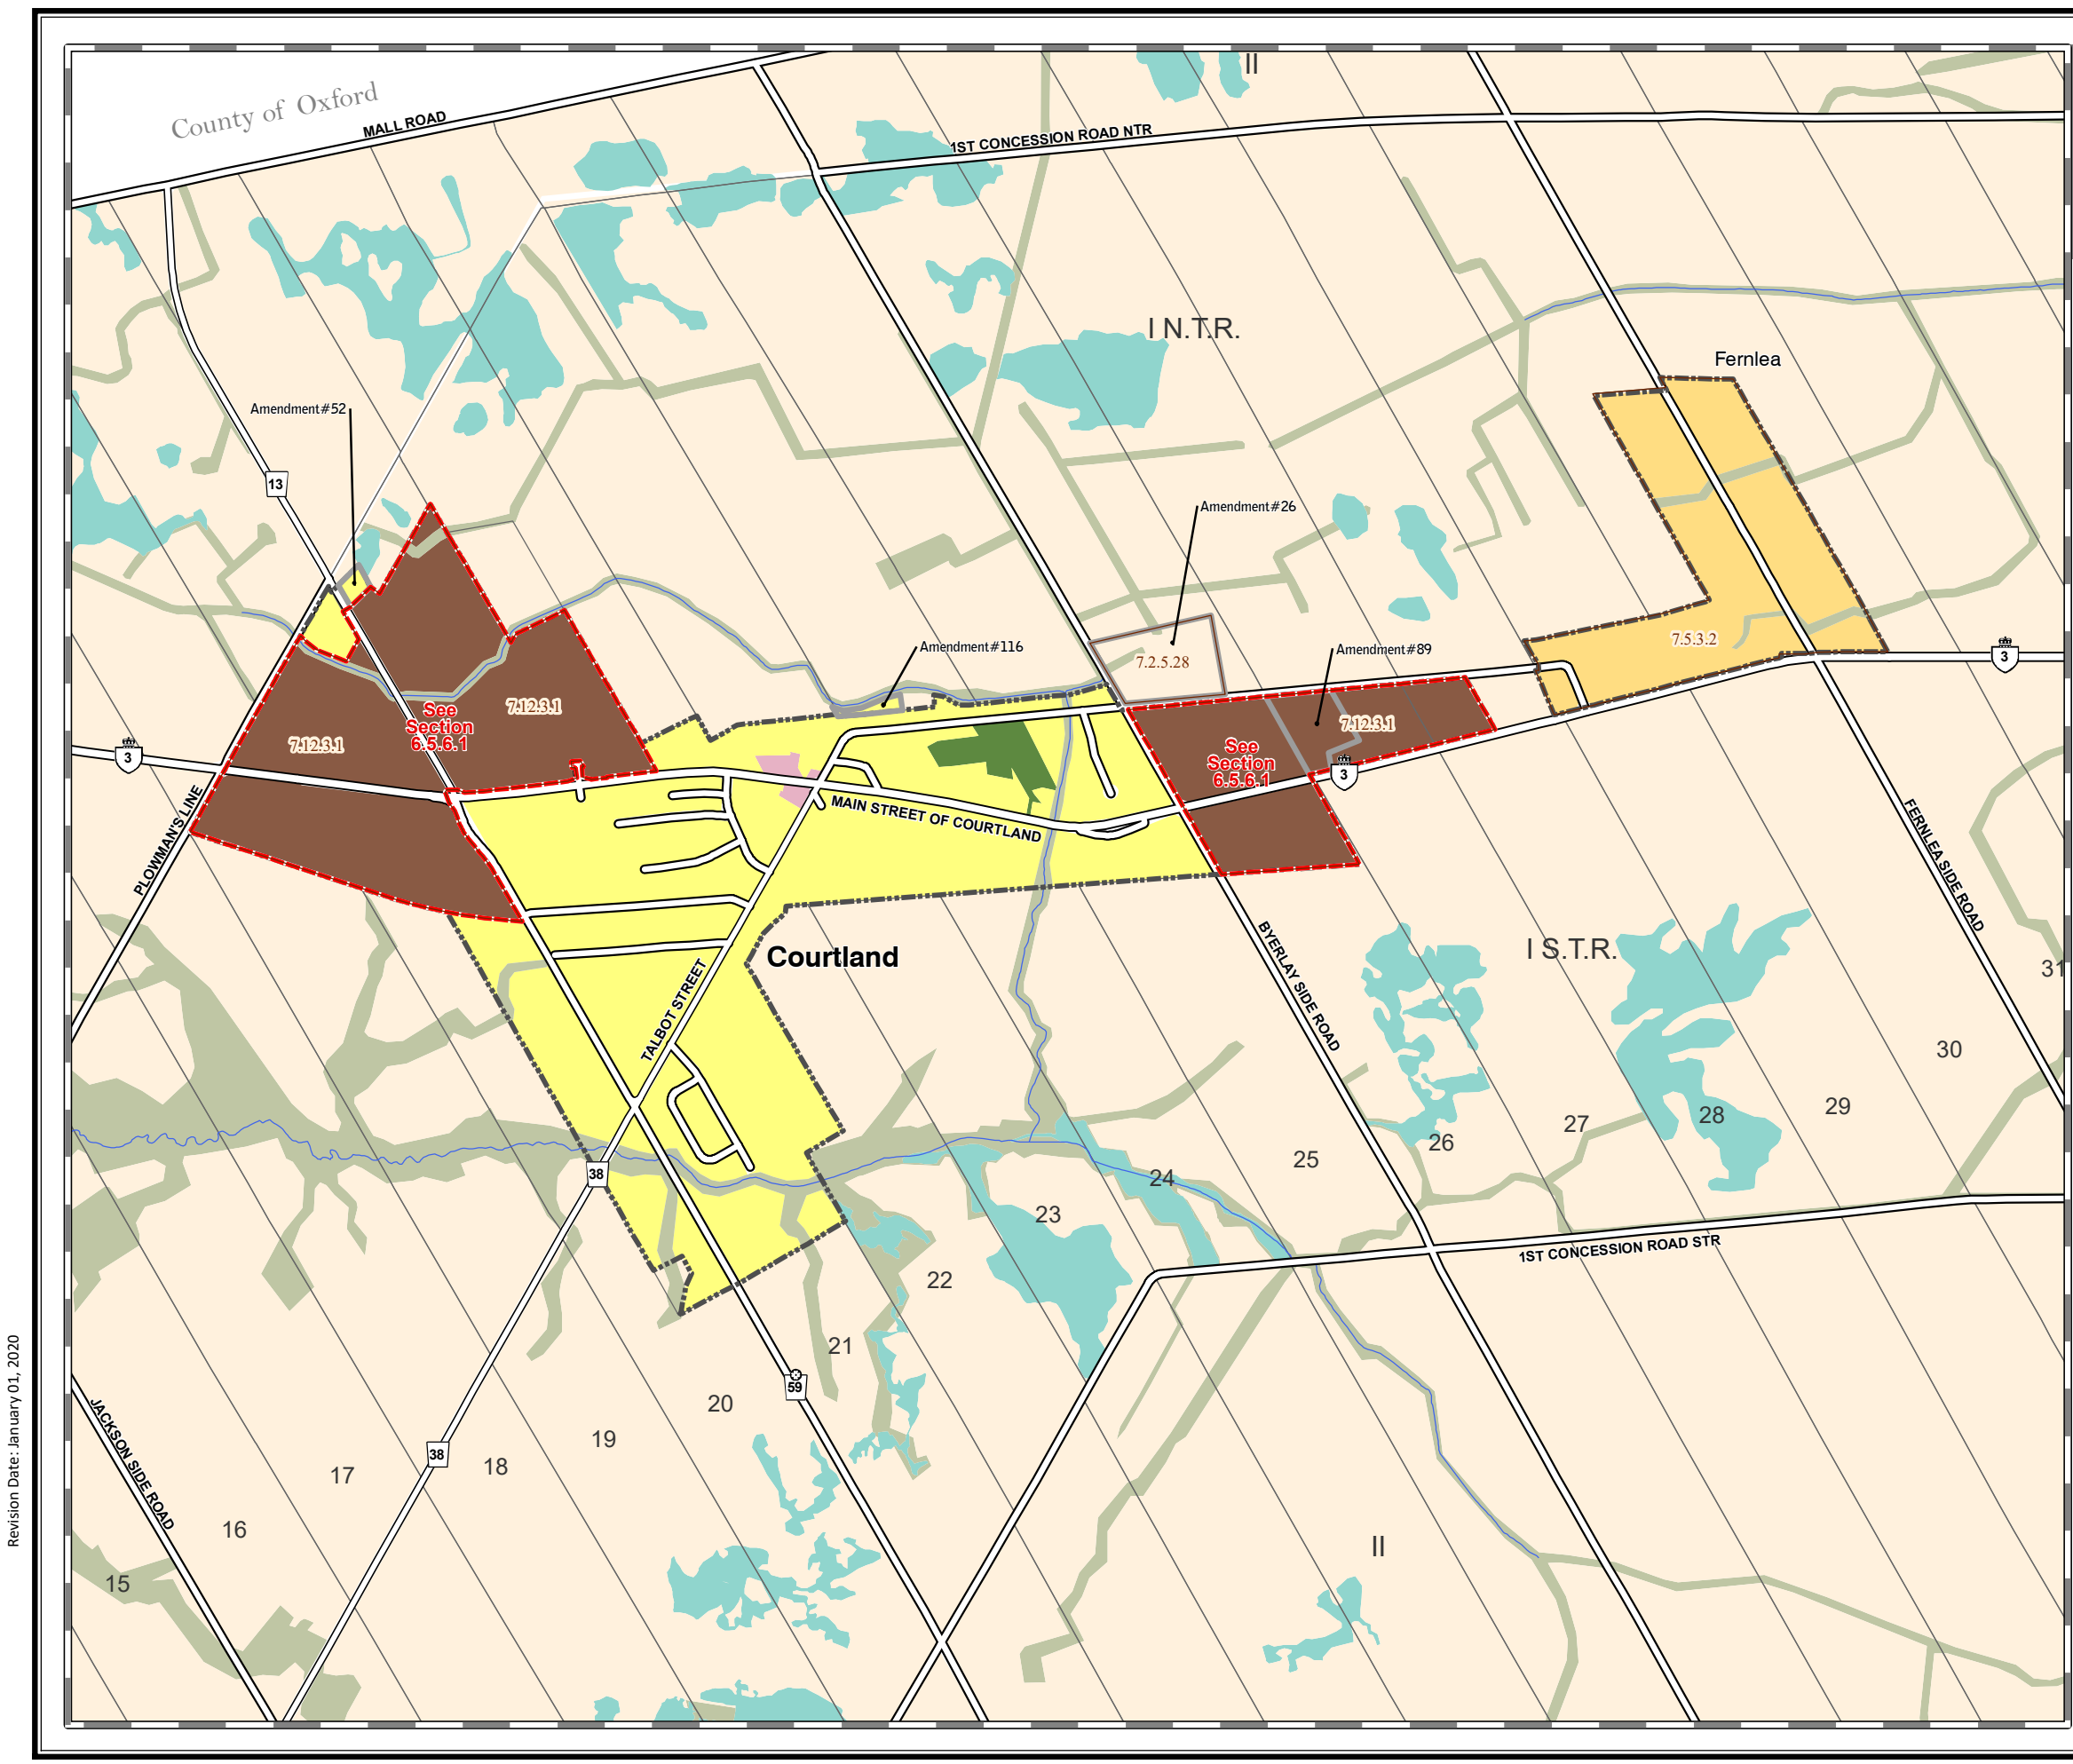 II
County of Oxford
MALL ROAD
1ST CONCESSION ROAD NTR
I N.T.R.
Fernlea
Amendment#52
13
Amendment#26
7.5.3.2
Amendment#116
Amendment#89
7.2.5.28
3
See
Section
6.5.6.1
7.12.3.1
7.12.3.1
7.12.3.1
See
Section
6.5.6.1
3
3
MAIN STREET OF COURTLAND
PLOWMAN'S LINE
FERNLEA SIDE ROAD
Courtland
BYERLAY SIDE ROAD
I S.T.R.
31
TALBOT STREET
30
29
28
27
26
25
24
38
23
1ST CONCESSION ROAD STR
22
21
59
20
19
38
18
17
JACKSON SIDE ROAD
16
II
15
Revision Date: January 01, 2020